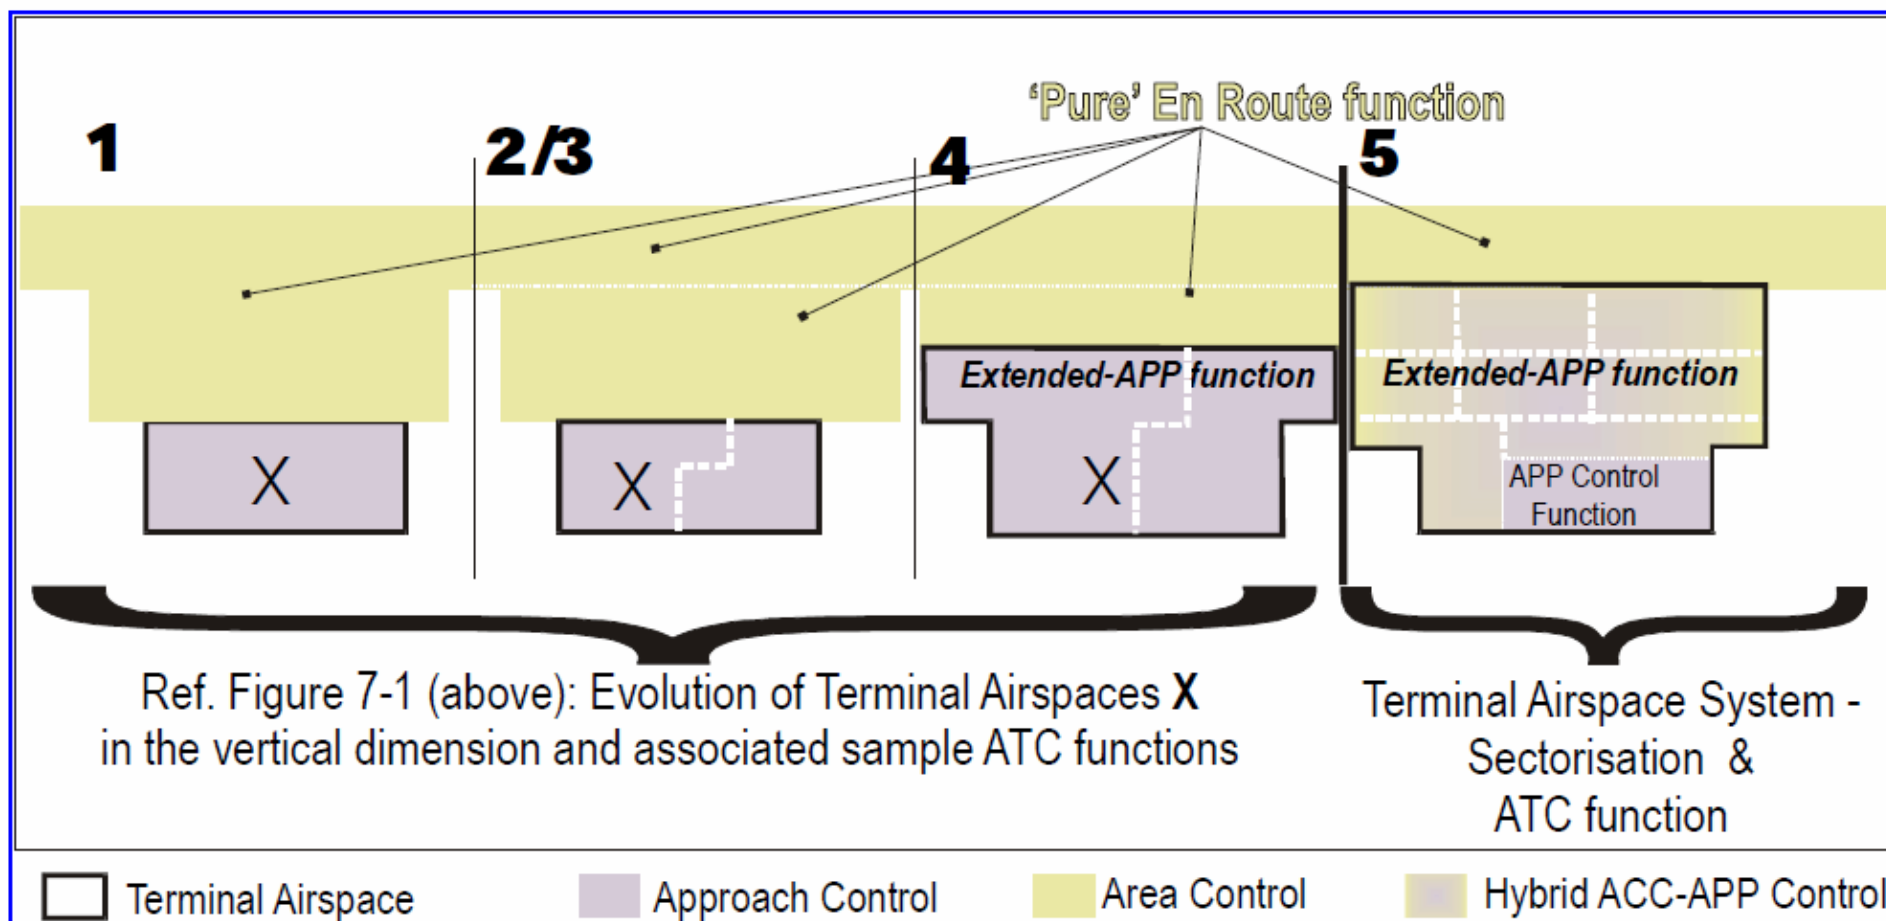 ‘Pure’ En Route function
1
2/3
4
5
Extended-APP function
Extended-APP function
X
X
X
APP Control
Function
Ref. Figure 7-1 (above): Evolution of Terminal Airspaces X
in the vertical dimension and associated sample ATC functions
Terminal Airspace System -
Sectorisation &
ATC function
Terminal Airspace
Approach Control
Area Control
Hybrid ACC-APP Control